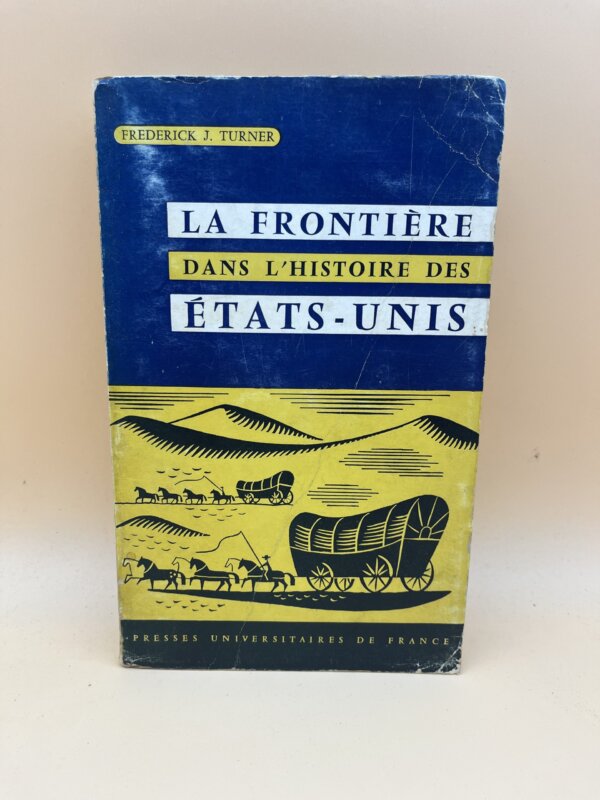 FREDERICK J. TURNER
LA FRONTIÈRE
DANS L'HISTOIRE DES
ÉTATS-UNIS
PRESSES UNIVERSITAIRES DE FRANCE